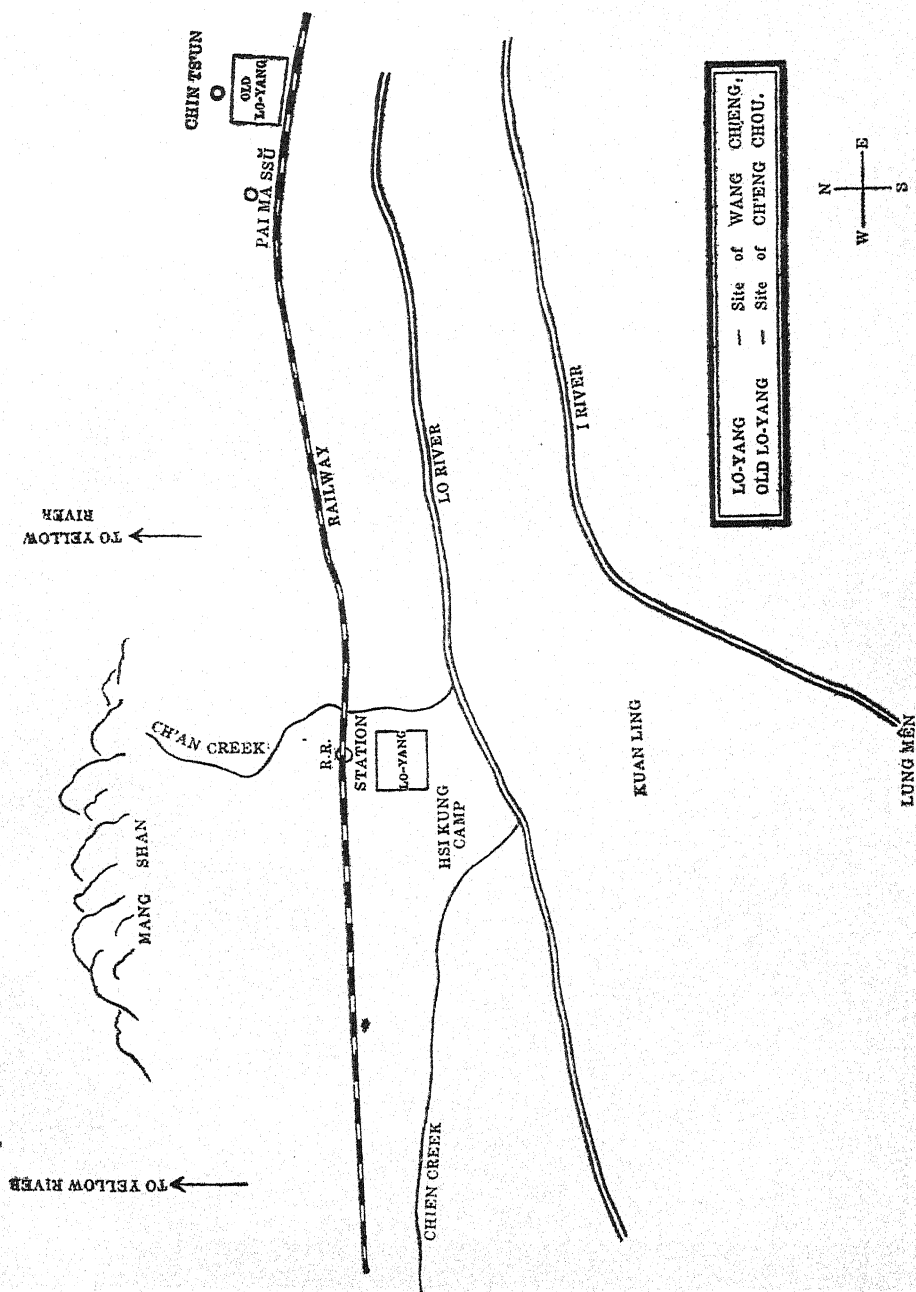 TO YELLOW RIVER
MANG SHAN
TO YELLOW
RIVER
CH'AN CREEK
R.R.
STATION
LO-YANG
HSI KUNG
CAMP
CHIEN CREEK
RAILWAY
PAI MA SSŬ
CHIN TS'UN
OLD
LO-YANG
LO RIVER
I RIVER
KUAN LING
LUNG MÊN
LO-YANG — Site of WANG CH'ENG.
OLD LO-YANG — Site of CH'ENG CHOU.
N
W E
S